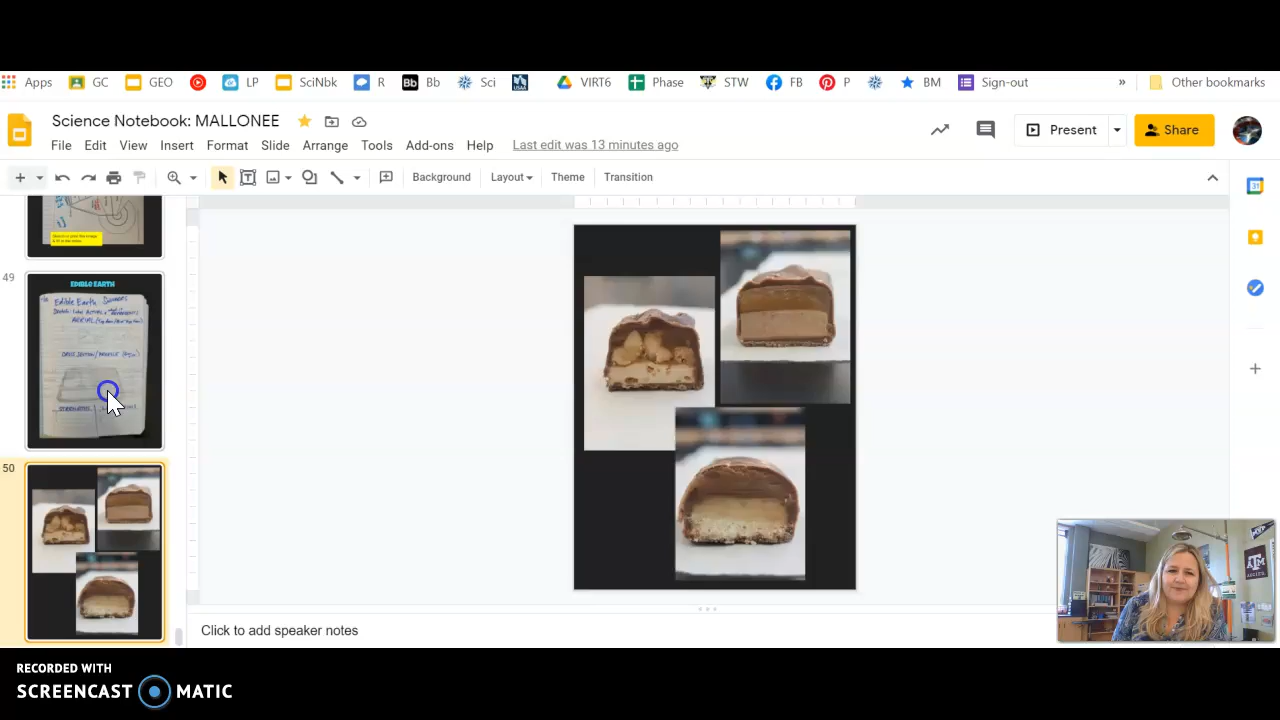 Apps GC GEO LP SciNbk R Bb Bb Sci VIRT6 Phase STW FB P BM Sign-out » Other bookmarks
Science Notebook: MALLONEE
Present Share
File Edit View Insert Format Slide Arrange Tools Add-ons Help Last edit was 13 minutes ago
Background Layout Theme Transition
49
EDIBLE EARTH
Edible Earth
50
Click to add speaker notes
ATM
RECORDED WITH
SCREENCAST MATIC